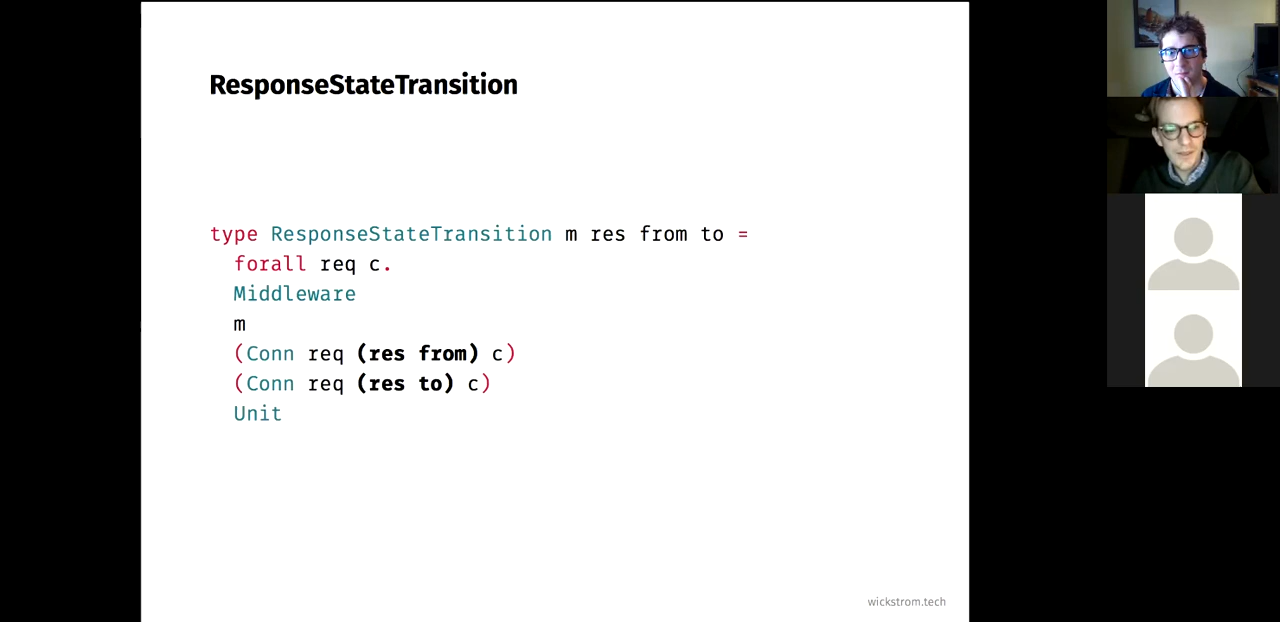 ResponseStateTransition
type ResponseStateTransition m res from to =
forall req c.
Middleware
m
(Conn req (res from) c)
(Conn req (res to) c)
Unit
wickstrom.tech